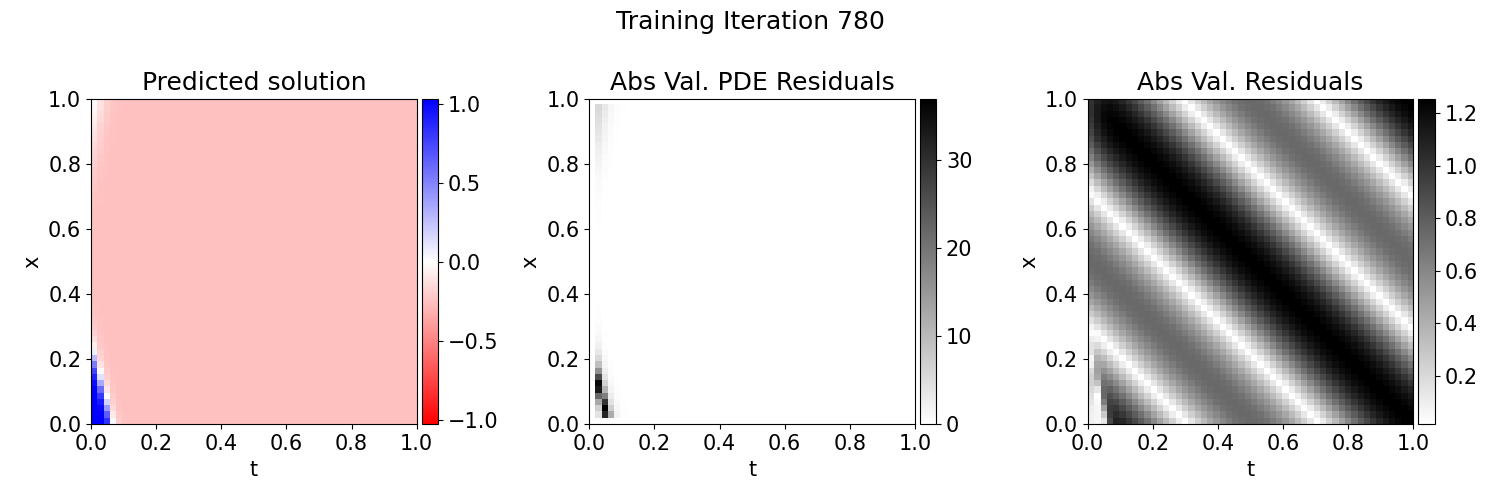 Training Iteration 780
Predicted solution
1.0
0.8
0.6
0.4
0.2
0.0
x
0.0 0.2 0.4 0.6 0.8 1.0
t
1.0
0.5
0.0
−0.5
−1.0
Abs Val. PDE Residuals
1.0
0.8
0.6
0.4
0.2
0.0
x
0.0 0.2 0.4 0.6 0.8 1.0
t
30
20
10
0
Abs Val. Residuals
1.0
0.8
0.6
0.4
0.2
0.0
x
0.0 0.2 0.4 0.6 0.8 1.0
t
1.2
1.0
0.8
0.6
0.4
0.2